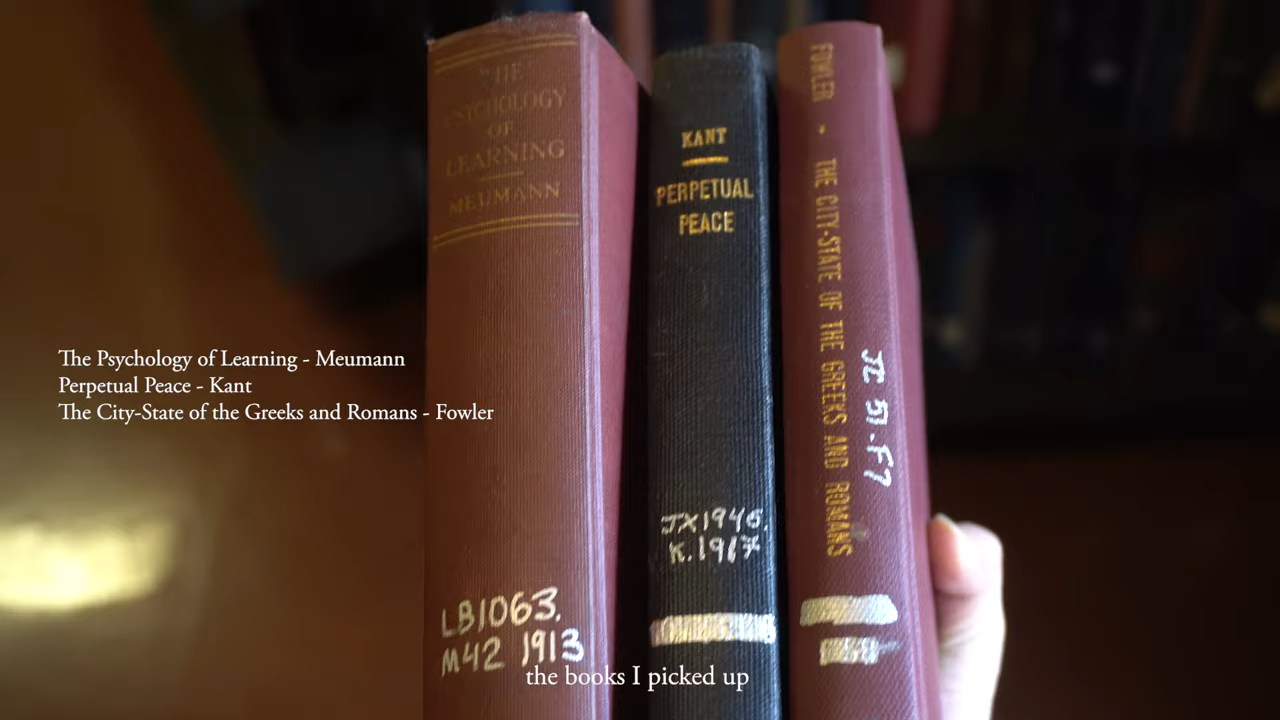 THE
PSYCHOLOGY
OF
LEARNING
MEUMANN
LB1063.
M42 1913
KANT
PERPETUAL
PEACE
JX1946.
K.1917
FOWLER • THE CITY-STATE OF THE GREEKS AND ROMANS
JC 51.F7
The Psychology of Learning - Meumann
Perpetual Peace - Kant
The City-State of the Greeks and Romans - Fowler
the books I picked up